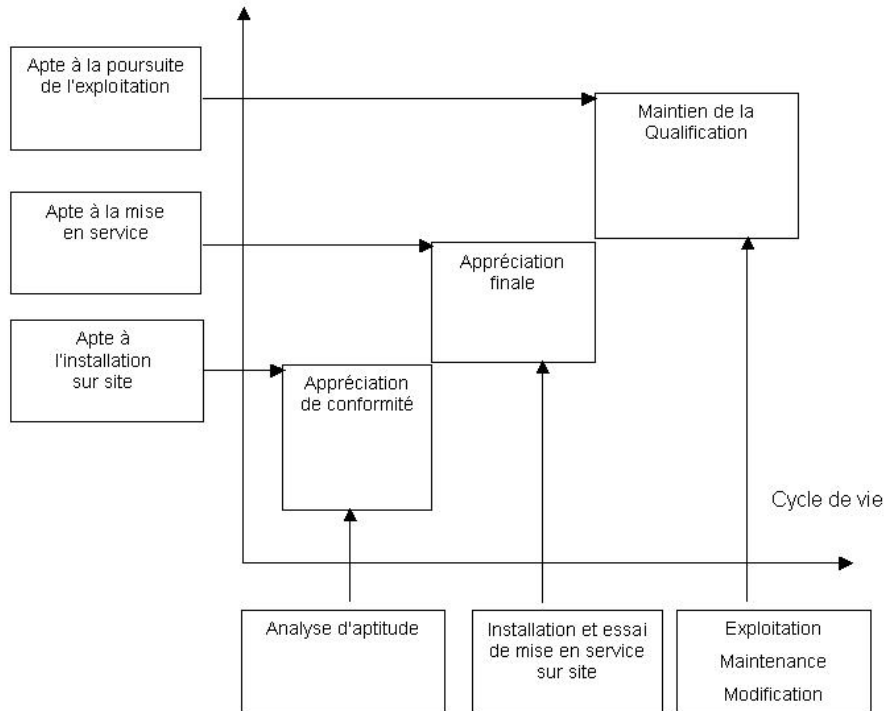 Apte à la poursuite
de l'exploitation
Maintien de la
Qualification
Apte à la mise
en service
Appréciation
finale
Apte à
l'installation
sur site
Appréciation
de conformité
Cycle de vie
Analyse d'aptitude
Installation et essai
de mise en service
sur site
Exploitation
Maintenance
Modification